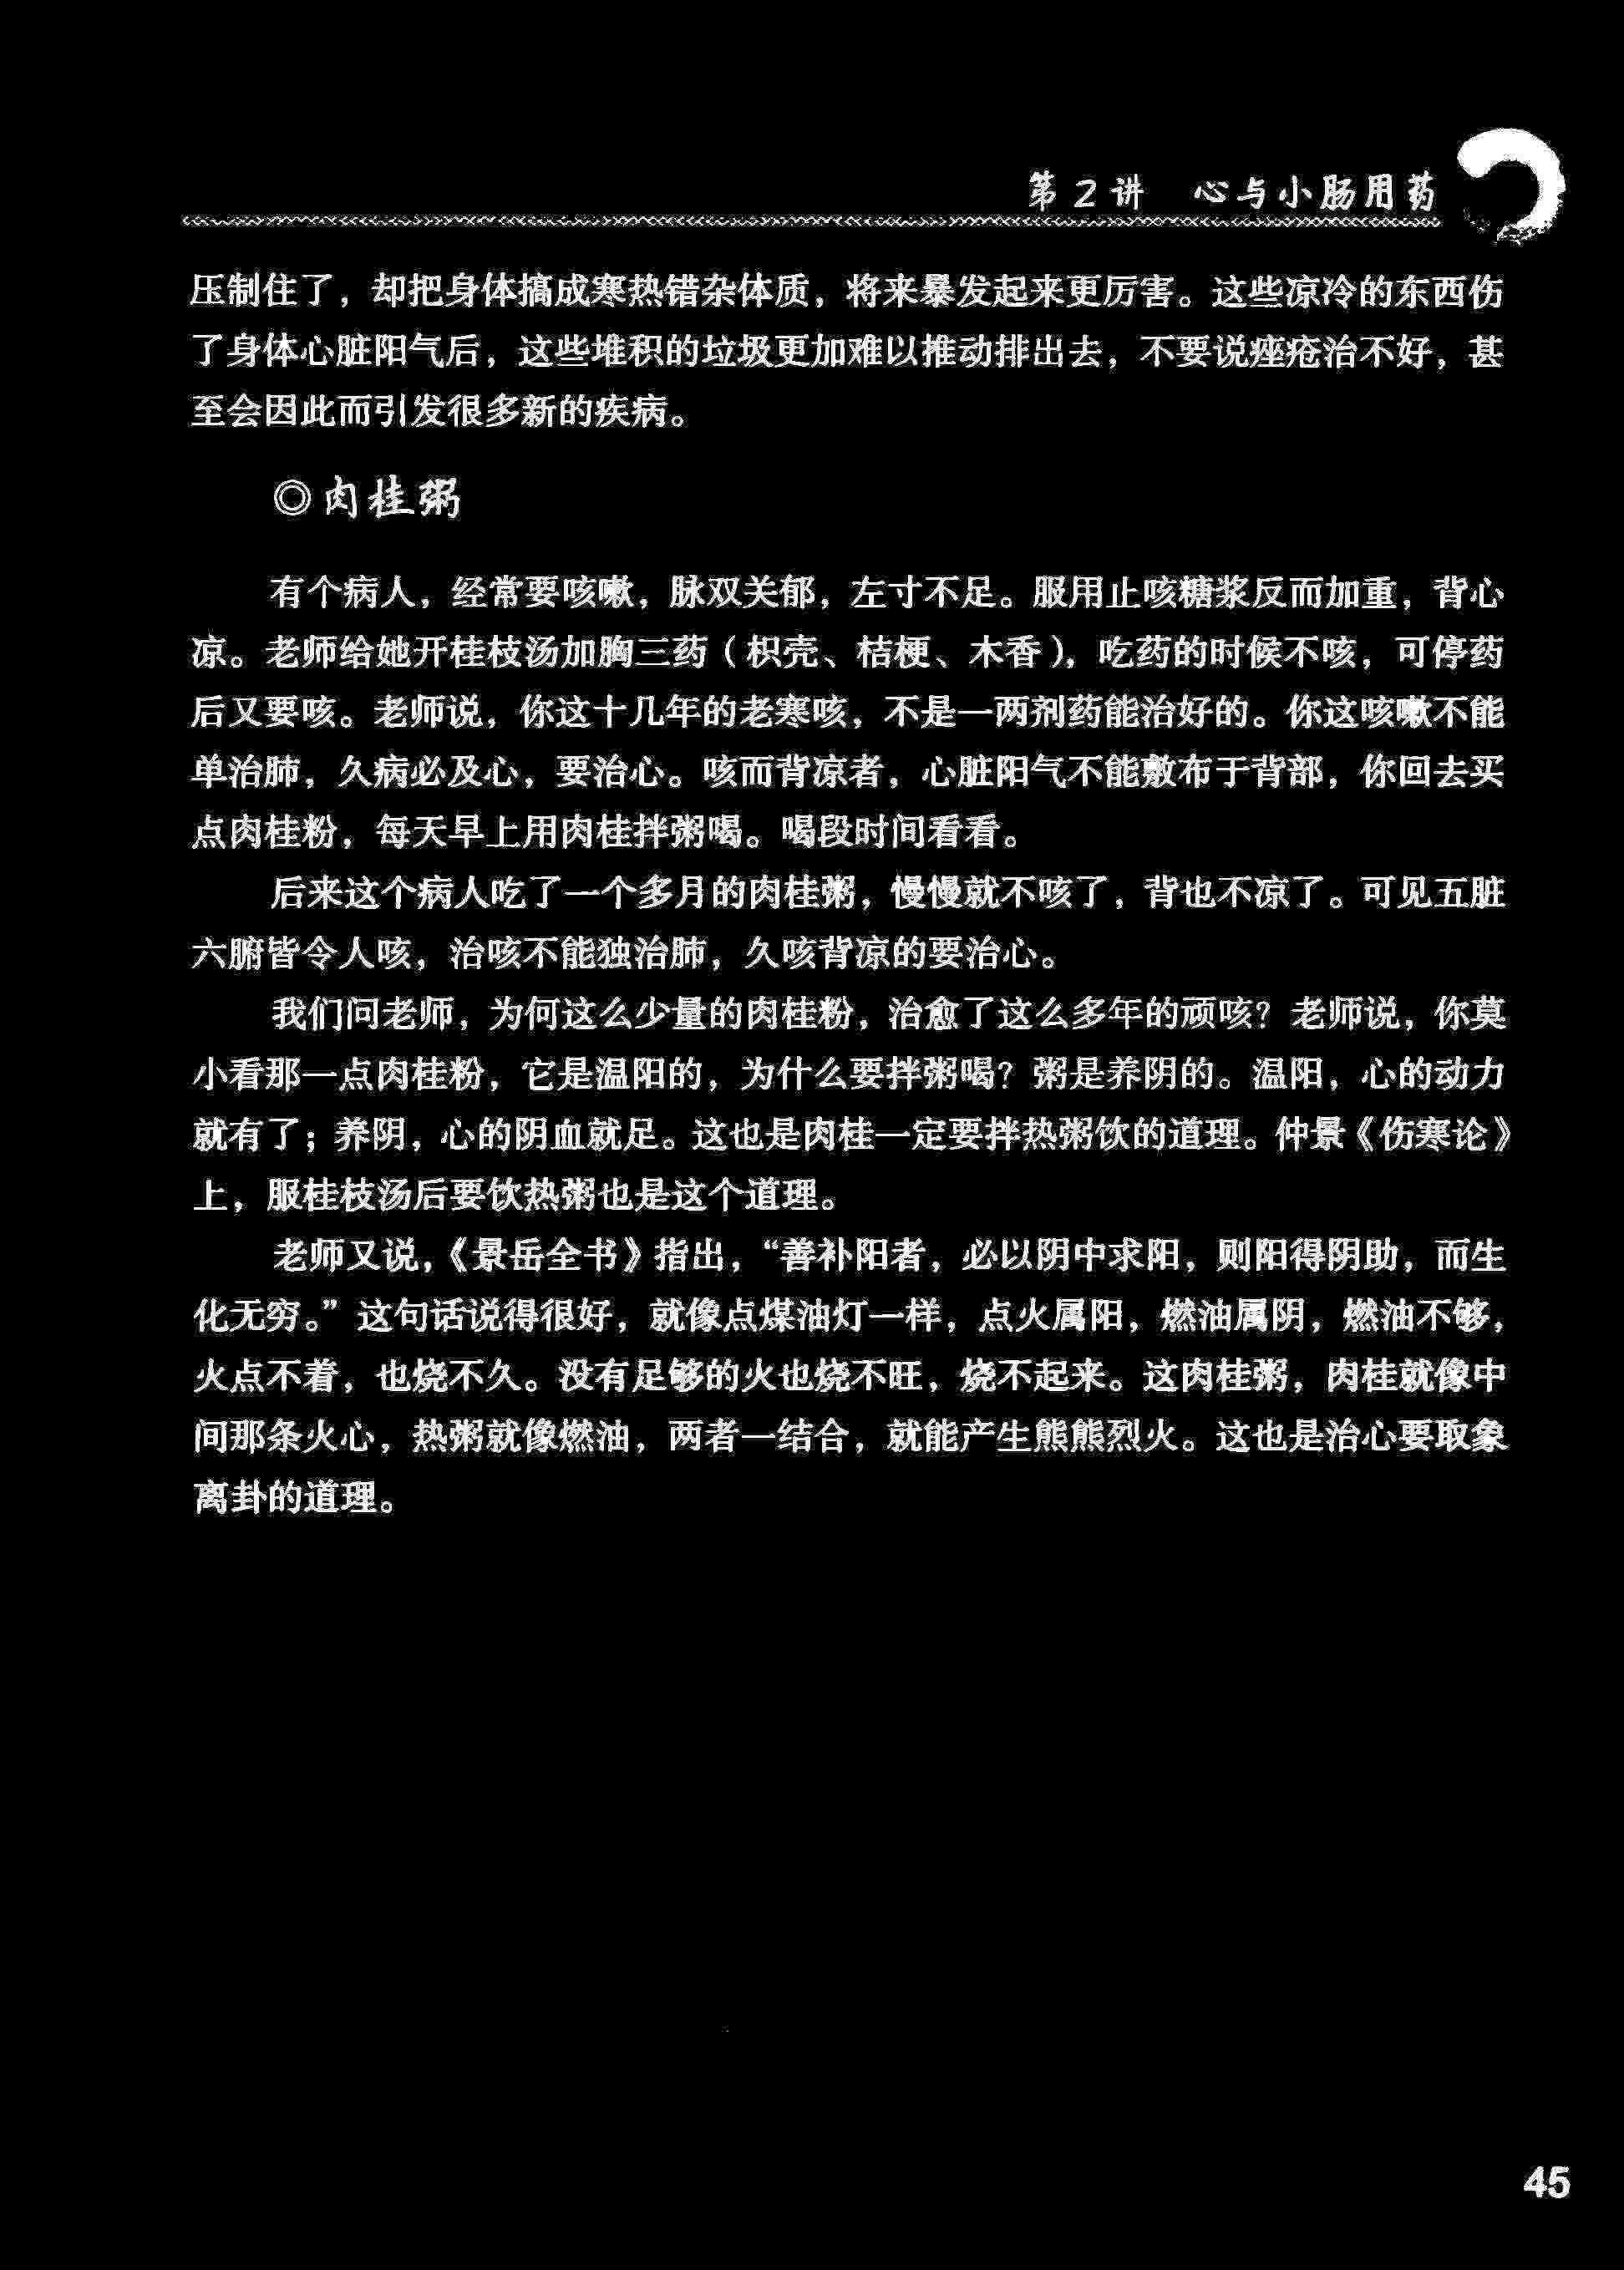 第2讲 心与小肠用药
压制住了，却把身体搞成寒热错杂体质，将来暴发起来更厉害。这些凉冷的东西伤
了身体心脏阳气后，这些堆积的垃圾更加难以推动排出去，不要说痤疮治不好，甚
至会因此而引发很多新的疾病。
◎肉桂粥
有个病人，经常要咳嗽，脉双关郁，左寸不足。服用止咳糖浆反而加重，背心
凉。老师给她开桂枝汤加胸三药（枳壳、桔梗、木香），吃药的时候不咳，可停药
后又要咳。老师说，你这十几年的老寒咳，不是一两剂药能治好的。你这咳嗽不能
单治肺，久病必及心，要治心。咳而背凉者，心脏阳气不能敷布于背部，你回去买
点肉桂粉，每天早上用肉桂拌粥喝。喝段时间看看。
后来这个病人吃了一个多月的肉桂粥，慢慢就不咳了，背也不凉了。可见五脏
六腑皆令人咳，治咳不能独治肺，久咳背凉的要治心。
我们问老师，为何这么少量的肉桂粉，治愈了这么多年的顽咳？老师说，你莫
小看那一点肉桂粉，它是温阳的，为什么要拌粥喝？粥是养阴的。温阳，心的动力
就有了；养阴，心的阴血就足。这也是肉桂一定要拌热粥饮的道理。仲景《伤寒论》
上，服桂枝汤后要饮热粥也是这个道理。
老师又说，《景岳全书》指出，“善补阳者，必以阴中求阳，则阳得阴助，而生
化无穷。”这句话说得很好，就像点煤油灯一样，点火属阳，燃油属阴，燃油不够，
火点不着，也烧不久。没有足够的火也烧不旺，烧不起来。这肉桂粥，肉桂就像中
间那条火心，热粥就像燃油，两者一结合，就能产生熊熊烈火。这也是治心要取象
离卦的道理。
45